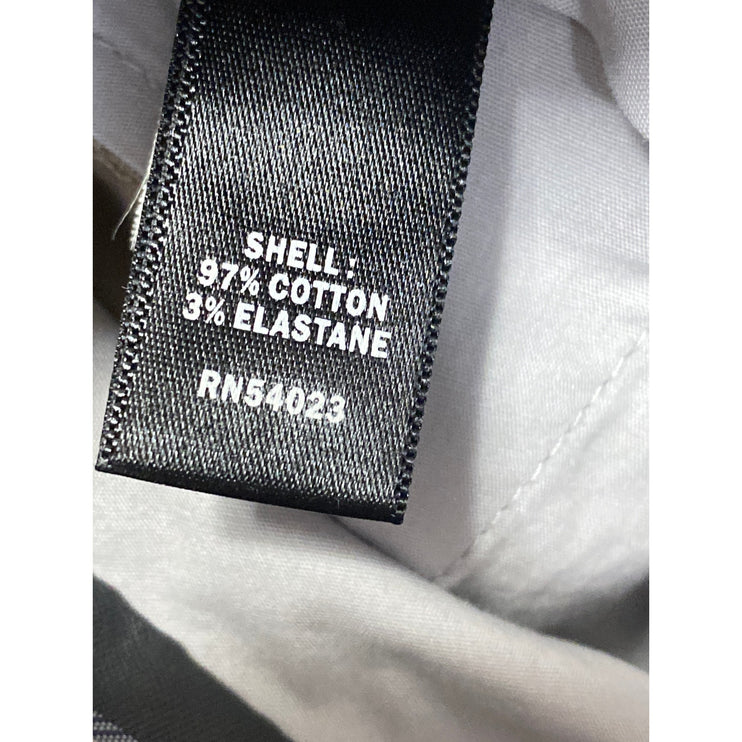 SHELL:
97% COTTON
3% ELASTANE
RN54023